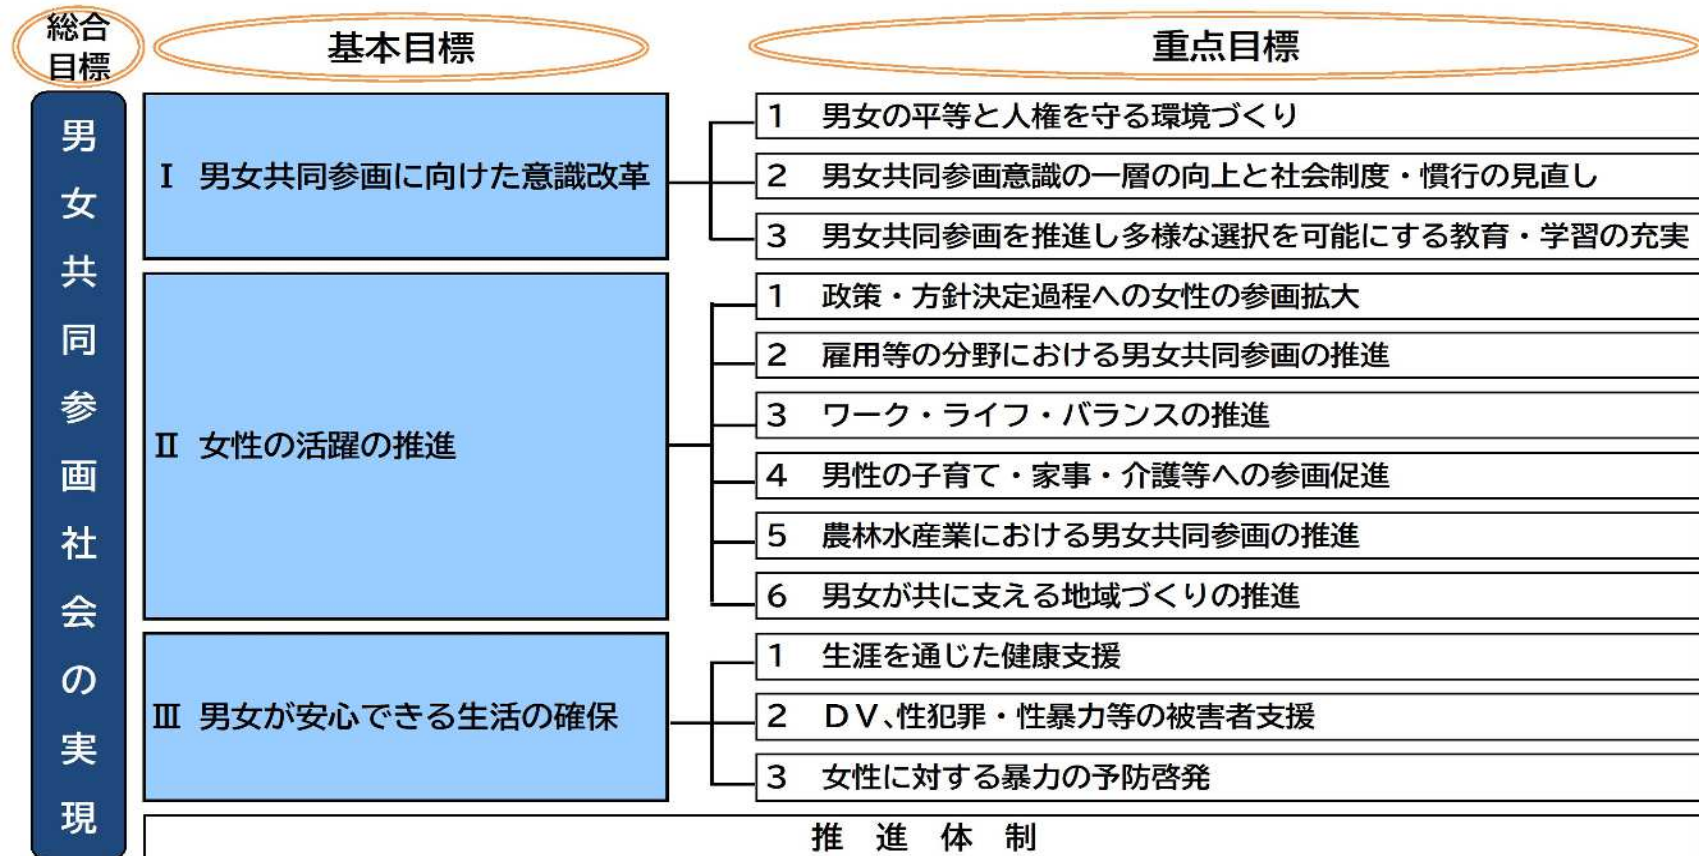 総合
目標
基本目標
重点目標
男女共同参画社会の実現
Ⅰ 男女共同参画に向けた意識改革
1 男女の平等と人権を守る環境づくり
2 男女共同参画意識の一層の向上と社会制度・慣行の見直し
3 男女共同参画を推進し多様な選択を可能にする教育・学習の充実
Ⅱ 女性の活躍の推進
1 政策・方針決定過程への女性の参画拡大
2 雇用等の分野における男女共同参画の推進
3 ワーク・ライフ・バランスの推進
4 男性の子育て・家事・介護等への参画促進
5 農林水産業における男女共同参画の推進
6 男女が共に支える地域づくりの推進
Ⅲ 男女が安心できる生活の確保
1 生涯を通じた健康支援
2 ＤＶ、性犯罪・性暴力等の被害者支援
3 女性に対する暴力の予防啓発
推 進 体 制